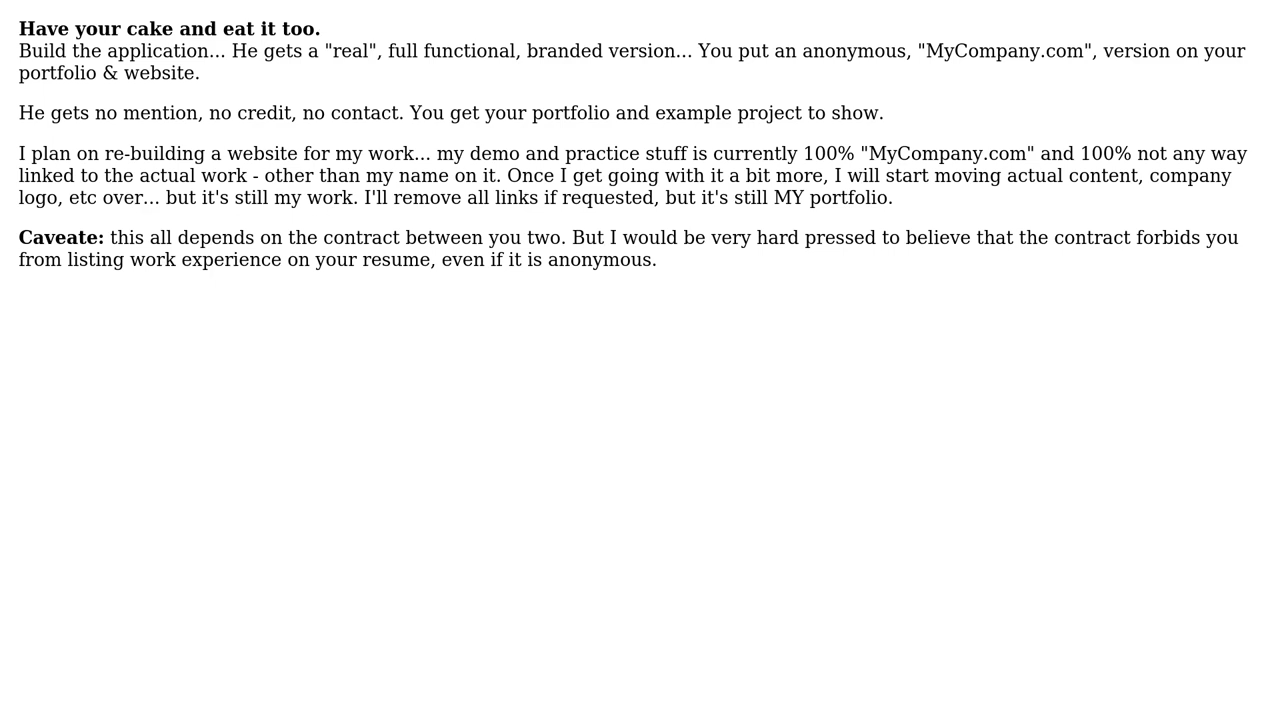 Have your cake and eat it too.
Build the application... He gets a "real", full functional, branded version... You put an anonymous, "MyCompany.com", version on your
portfolio & website.
He gets no mention, no credit, no contact. You get your portfolio and example project to show.
I plan on re-building a website for my work... my demo and practice stuff is currently 100% "MyCompany.com" and 100% not any way
linked to the actual work - other than my name on it. Once I get going with it a bit more, I will start moving actual content, company
logo, etc over... but it's still my work. I'll remove all links if requested, but it's still MY portfolio.
Caveate: this all depends on the contract between you two. But I would be very hard pressed to believe that the contract forbids you
from listing work experience on your resume, even if it is anonymous.